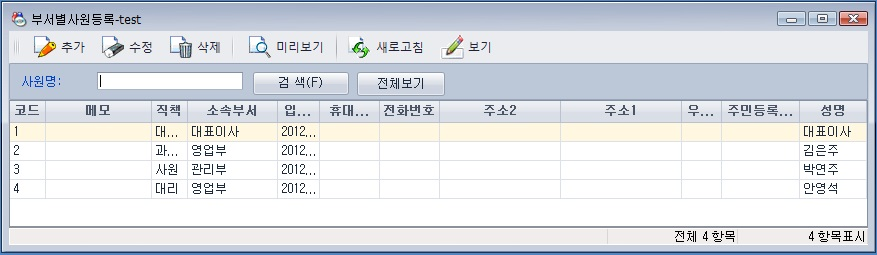 부서별사원등록-test
추가 수정 삭제 미리보기 새로고침 보기
사원명: 검 색(F) 전체보기
코드 메모 직책 소속부서 입... 휴대... 전화번호 주소2 주소1 우... 주민등록... 성명
1 대... 대표이사 2012,... 대표이사
2 과... 영업부 2012,... 김은주
3 사원 관리부 2012,... 박연주
4 대리 영업부 2012,... 안영석
전체 4 항목 4 항목표시